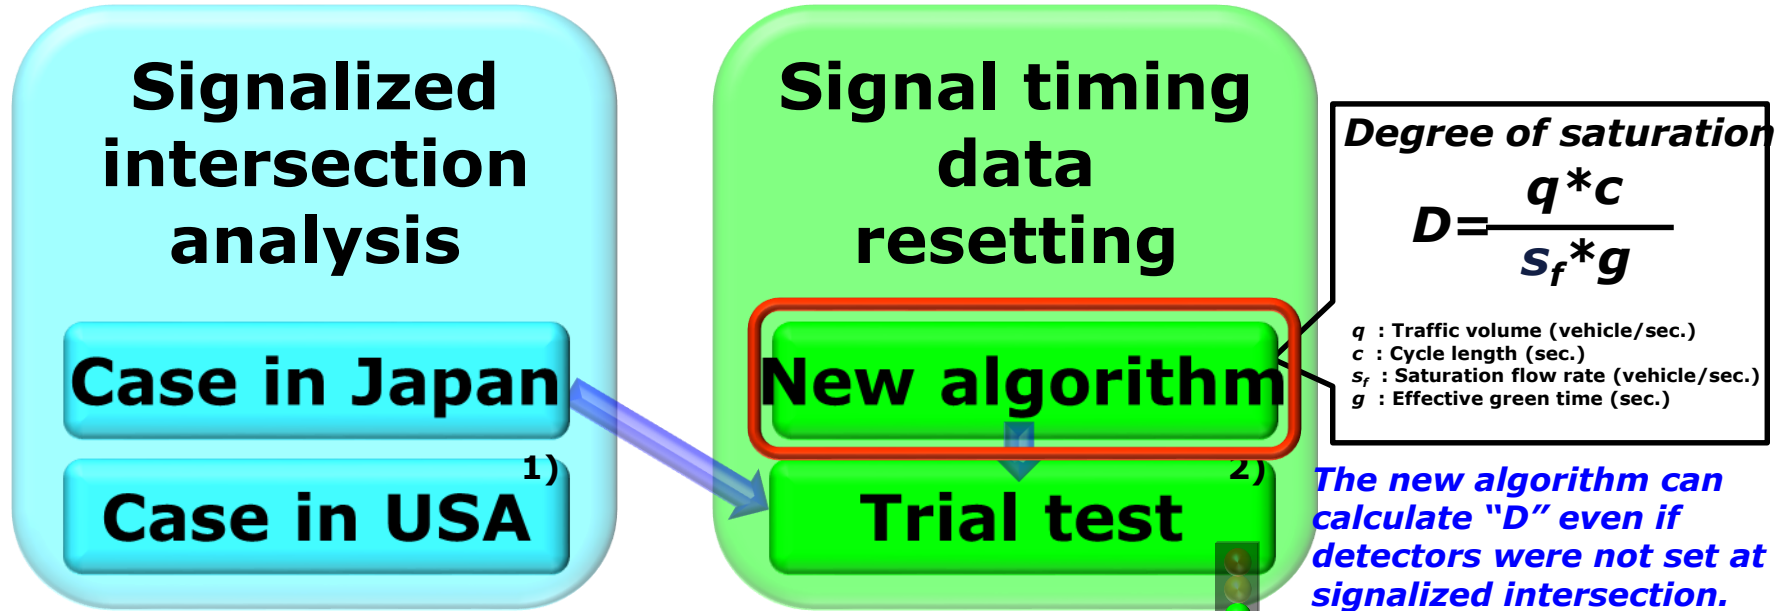 Signalized
intersection
analysis
Case in Japan
1)
Case in USA
Signal timing
data
resetting
New algorithm
2)
Trial test
Degree of saturation
D= q*c
s_f*g
q : Traffic volume (vehicle/sec.)
c : Cycle length (sec.)
s_f : Saturation flow rate (vehicle/sec.)
g : Effective green time (sec.)
The new algorithm can
calculate “D” even if
detectors were not set at
signalized intersection.